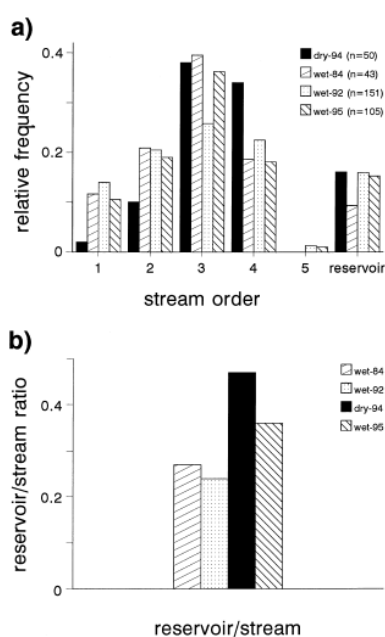 a)
0.4
0.2
0
relative frequency
dry-94 (n=50)
wet-84 (n=43)
wet-92 (n=151)
wet-95 (n=105)
1 2 3 4 5 reservoir
stream order
b)
0.4
0.2
0
reservoir/stream ratio
wet-84
wet-92
dry-94
wet-95
reservoir/stream